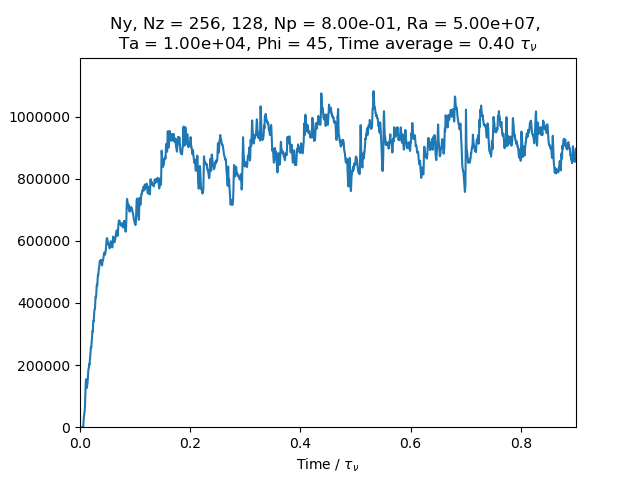 Ny, Nz = 256, 128, Np = 8.00e-01, Ra = 5.00e+07,
Ta = 1.00e+04, Phi = 45, Time average = 0.40 τ_ν
1000000
800000
600000
400000
200000
0
0.0 0.2 0.4 0.6 0.8
Time / τ_ν